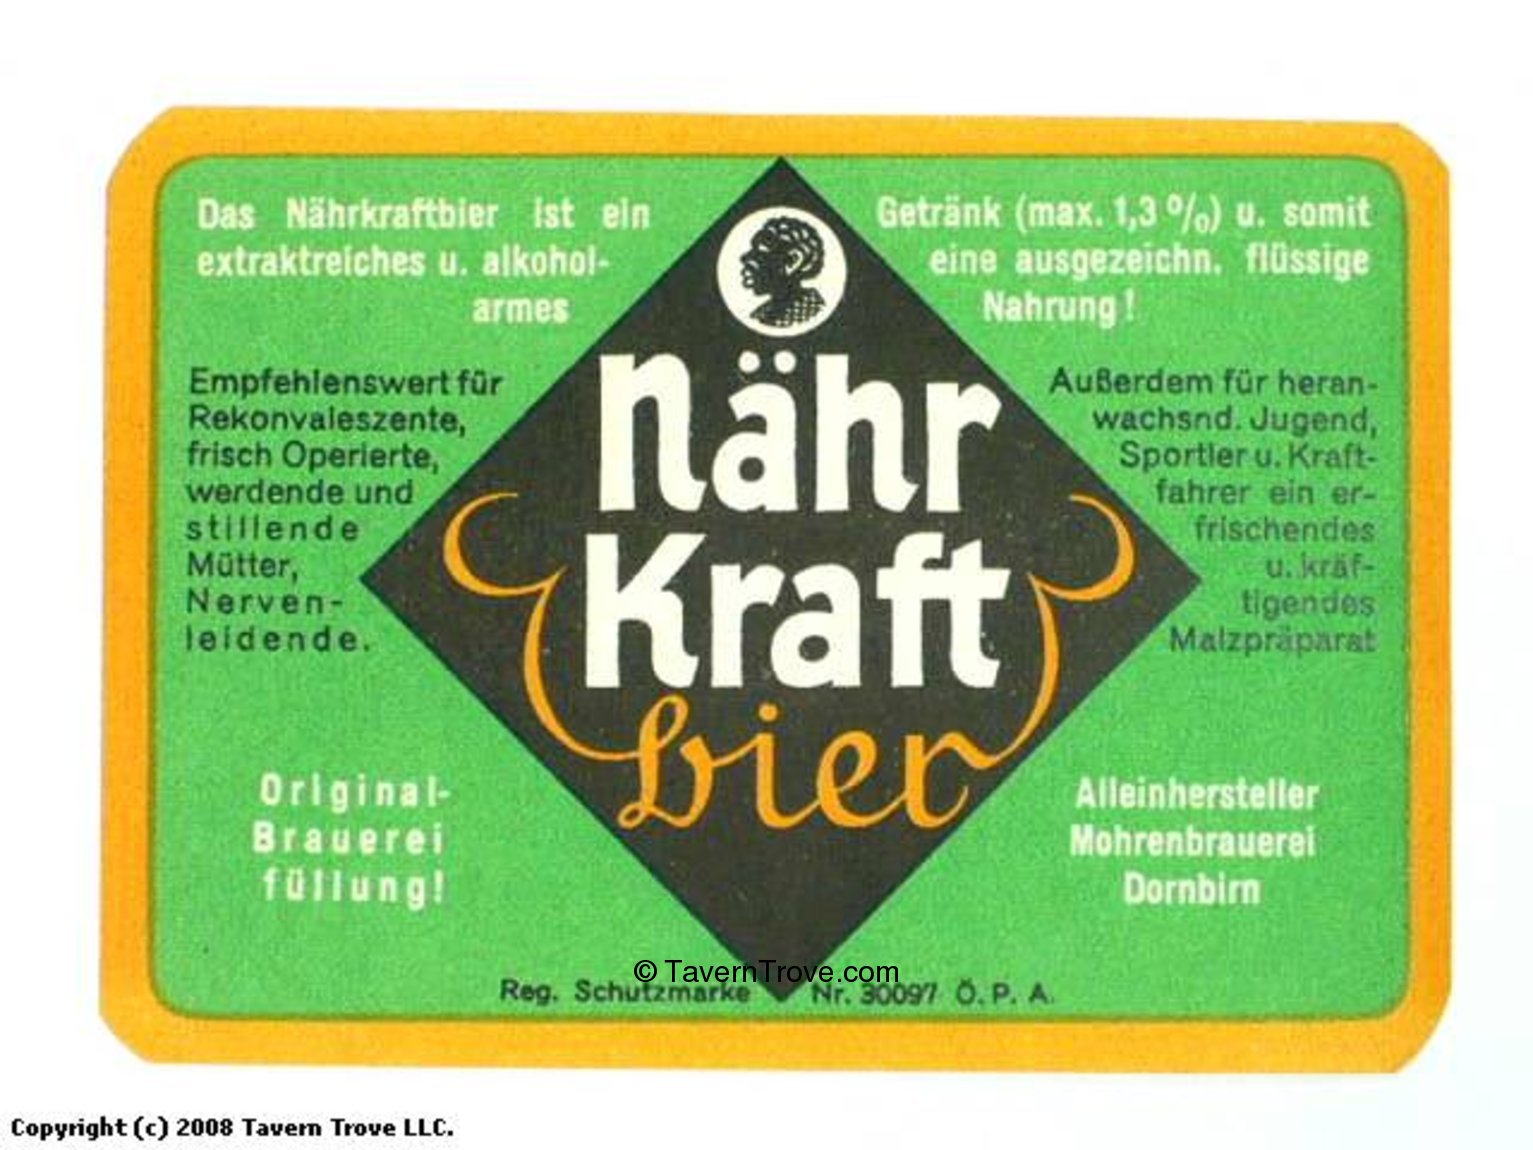 Das Nährkraftbier ist ein
extraktreiches u. alkohol-
armes
Getränk (max. 1,3 %) u. somit
eine ausgezeichn. flüssige
Nahrung!
Empfehlenswert für
Rekonvaleszente,
frisch Operierte,
werdende und
stillende
Mütter,
Nerven-
leidende.
Nähr
Kraft
bier
Außerdem für heran-
wachsnd. Jugend,
Sportler u. Kraft-
fahrer ein er-
frischendes
u. kräf-
tigendes
Malzpräparat
Original-
Brauerei
füllung!
Alleinhersteller
Mohrenbrauerei
Dornbirn
© TavernTrove.com
Reg. Schutzmarke Nr. 30097 Ö. P. A.
Copyright (c) 2008 Tavern Trove LLC.